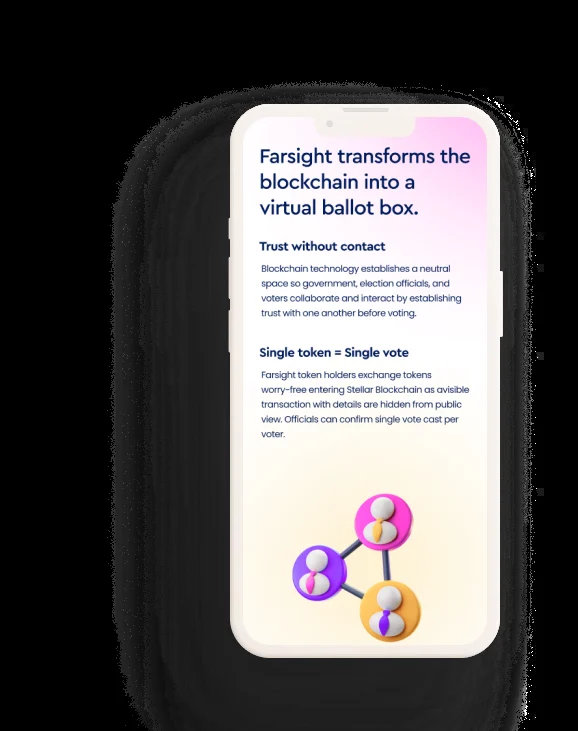 Farsight transforms the
blockchain into a
virtual ballot box.
Trust without contact
Blockchain technology establishes a neutral
space so government, election officials, and
voters collaborate and interact by establishing
trust with one another before voting.
Single token = Single vote
Farsight token holders exchange tokens
worry-free entering Stellar Blockchain as avisible
transaction with details are hidden from public
view. Officials can confirm single vote cast per
voter.